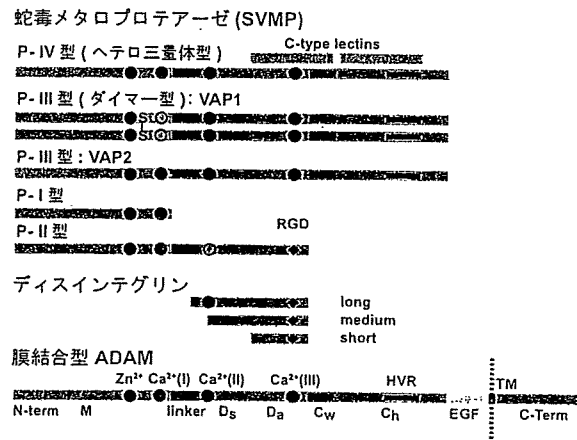 蛇毒メタロプロテアーゼ (SVMP)
P- IV 型 ( ヘテロ三量体型 )
C-type lectins
P- III 型 ( ダイマー型 ): VAP1
P- III 型 : VAP2
P- I 型
P- II 型
RGD
ディスインテグリン
long
medium
short
膜結合型 ADAM
Zn²⁺ Ca²⁺(I) Ca²⁺(II) Ca²⁺(III) HVR TM
N-term M linker Ds Da Cw Ch EGF C-Term